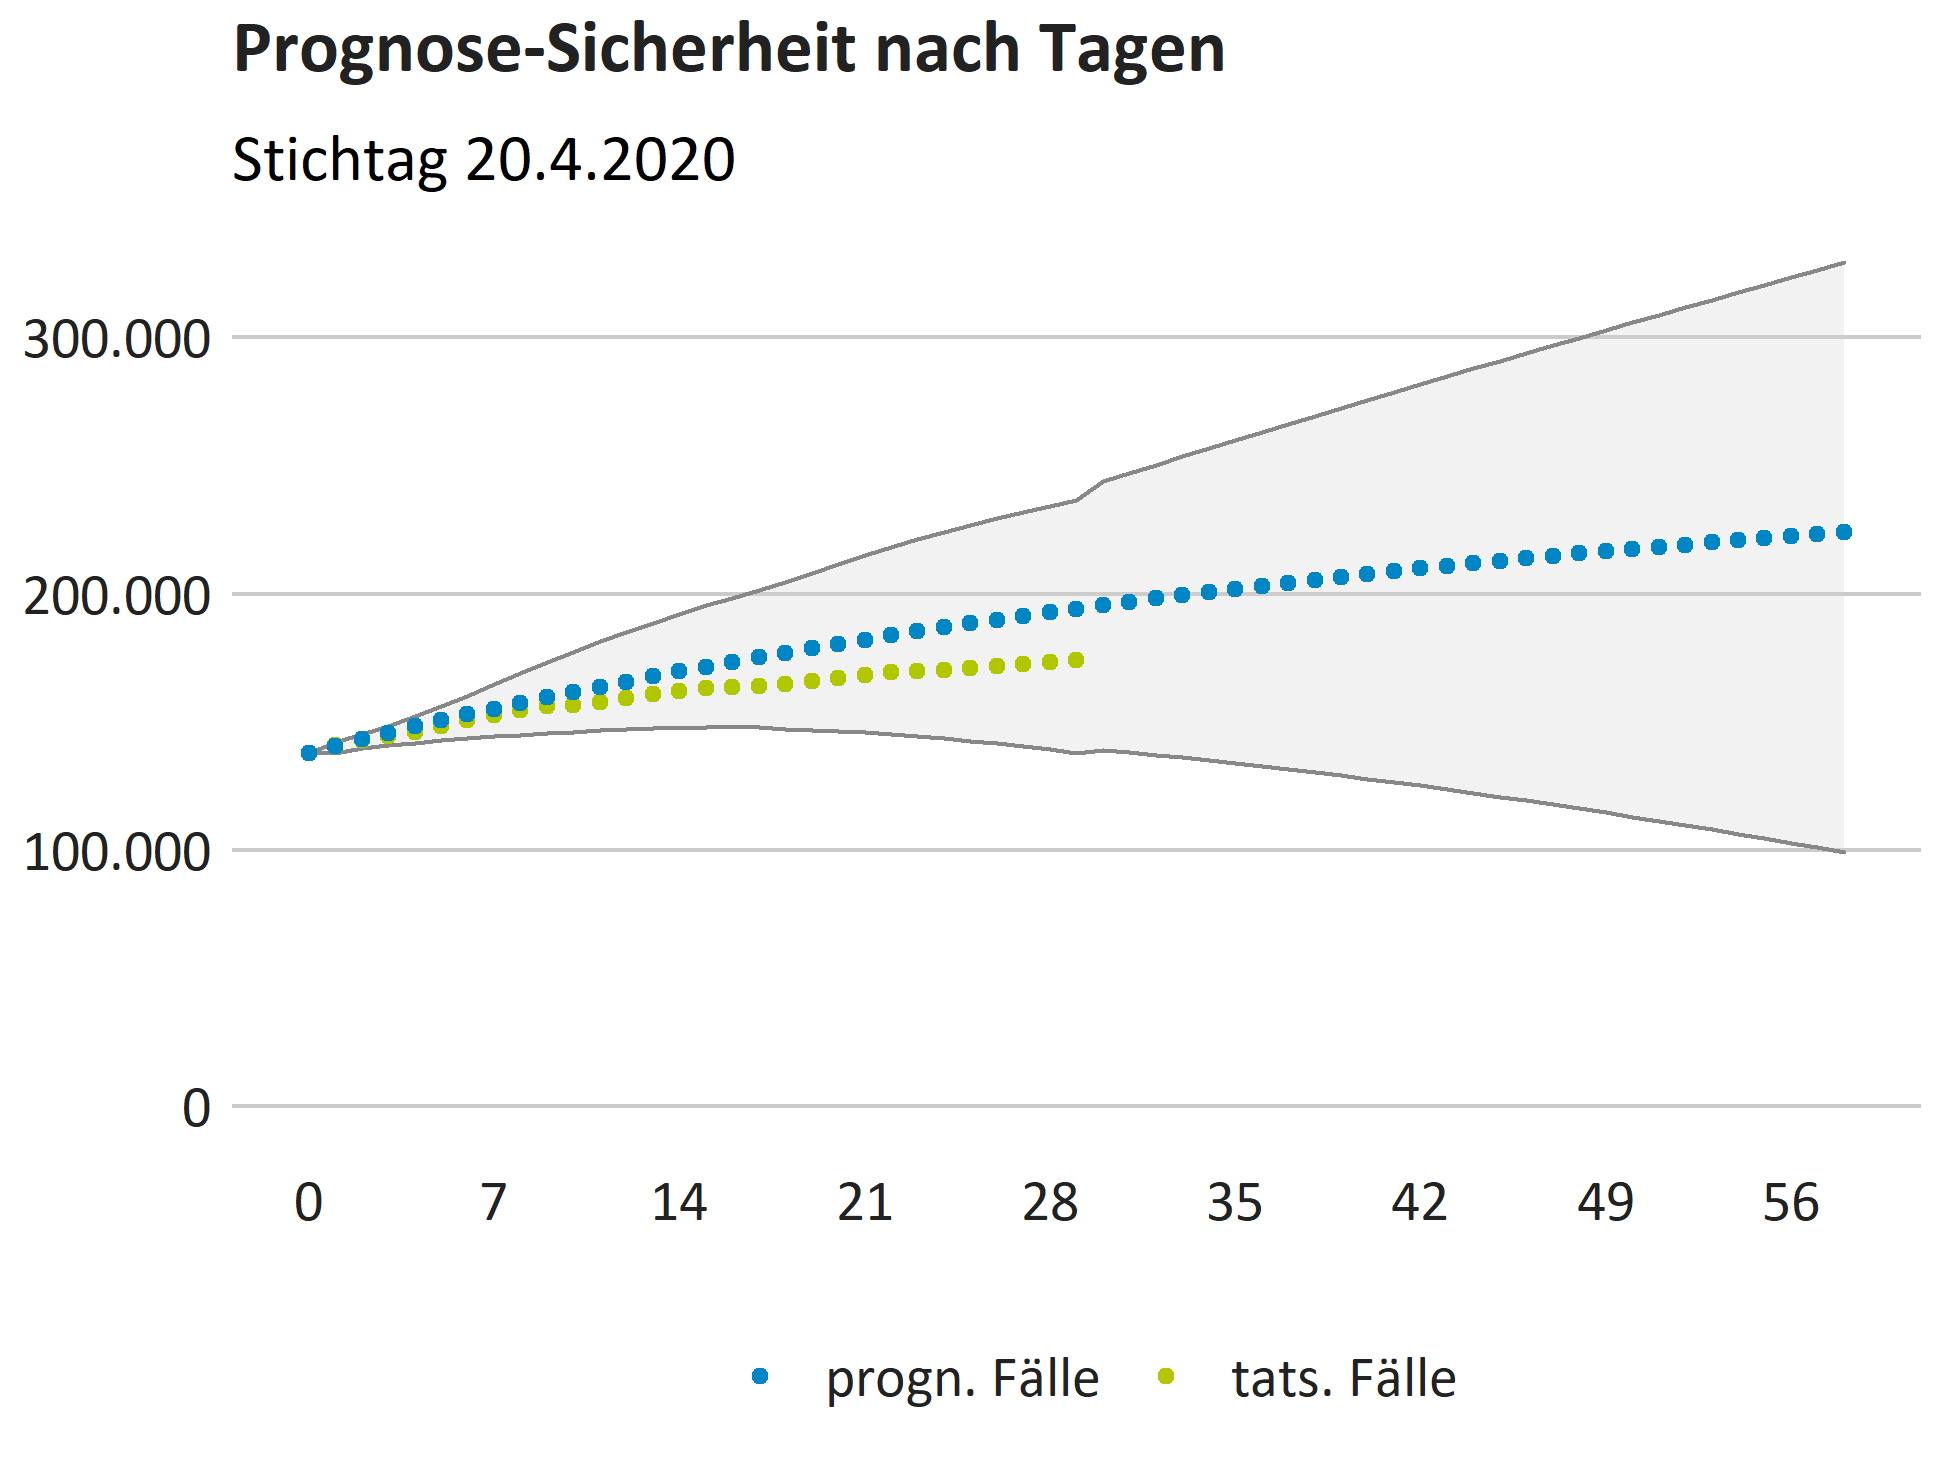 Prognose-Sicherheit nach Tagen
Stichtag 20.4.2020
300.000
200.000
100.000
0
0 7 14 21 28 35 42 49 56
progn. Fälle tats. Fälle